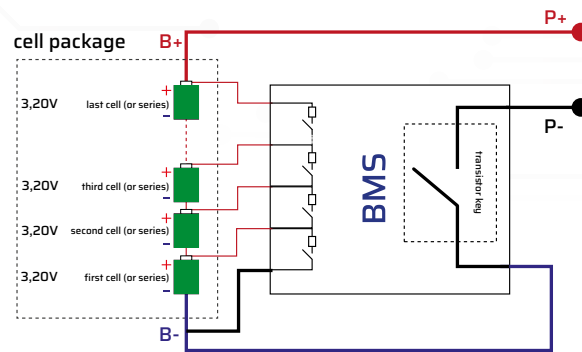 P+
cell package
B+
+
3,20V
last cell (or series)
-
P-
+
3,20V
third cell (or series)
-
+
3,20V
second cell (or series)
-
+
3,20V
first cell (or series)
-
BMS
transistor key
B-